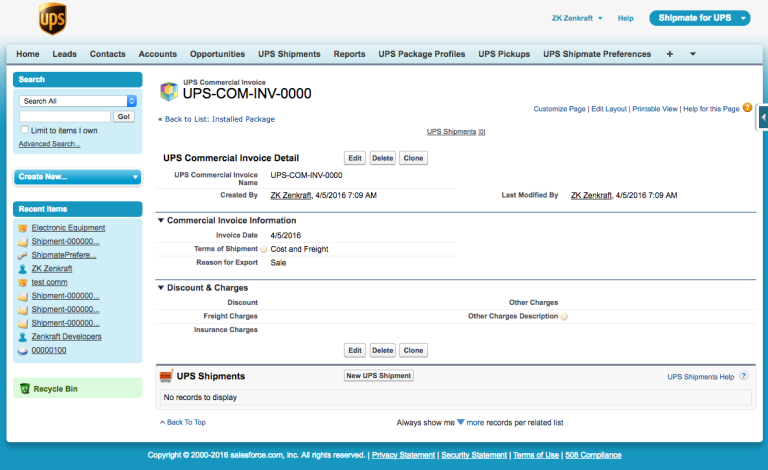 ups
ZK Zenkraft
Help
Shipmate for UPS
Home Leads Contacts Accounts Opportunities UPS Shipments Reports UPS Package Profiles UPS Pickups UPS Shipmate Preferences +
Search
Search All
Go!
Limit to items I own
Advanced Search...
Create New...
Recent Items
Electronic Equipment
Shipment-000000...
ShipmatePrefere...
ZK Zenkraft
test comm
Shipment-000000...
Shipment-000000...
Shipment-000000...
Zenkraft Developers
00000100
Recycle Bin
UPS Commercial Invoice
UPS-COM-INV-0000
Customize Page | Edit Layout | Printable View | Help for this Page ?
« Back to List: Installed Package
UPS Shipments [0]
UPS Commercial Invoice Detail Edit Delete Clone
UPS Commercial Invoice Name UPS-COM-INV-0000
Created By ZK Zenkraft, 4/5/2016 7:09 AM Last Modified By ZK Zenkraft, 4/5/2016 7:09 AM
Commercial Invoice Information
Invoice Date 4/5/2016
Terms of Shipment Cost and Freight
Reason for Export Sale
Discount & Charges
Discount Other Charges
Freight Charges Other Charges Description
Insurance Charges
Edit Delete Clone
UPS Shipments New UPS Shipment UPS Shipments Help ?
No records to display
^ Back To Top Always show me more records per related list
Copyright © 2000-2016 salesforce.com, inc. All rights reserved. | Privacy Statement | Security Statement | Terms of Use | 508 Compliance